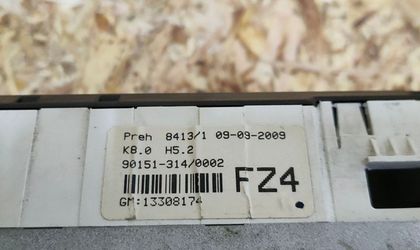 Preh 8413/1 09-09-2009
K8.0 H5.2
90151-314/0002
FZ4
GM:13308174